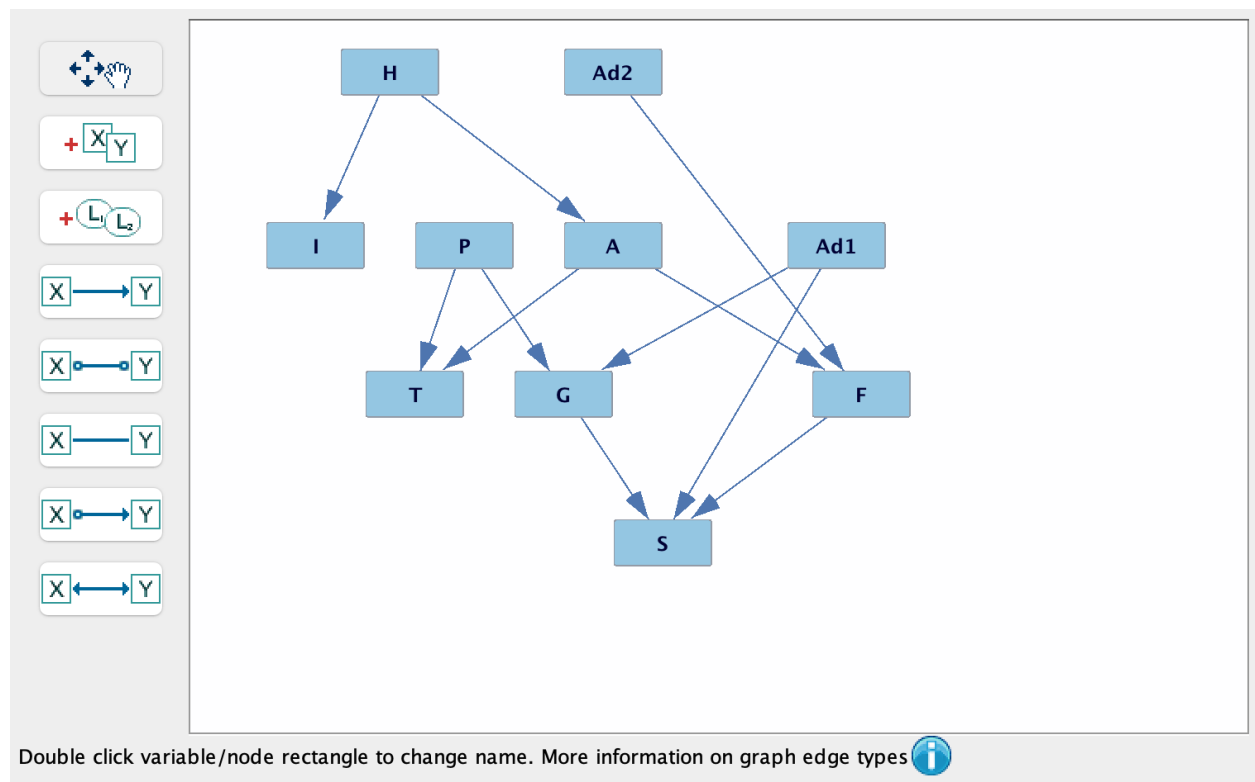 H Ad2
X Y
L₁ L₂
I P A Ad1
X Y
X Y
T G F
X Y
X Y
S
X Y
Double click variable/node rectangle to change name. More information on graph edge types i